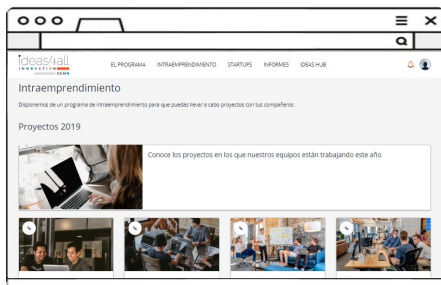 ideas4all
INNOVATION
DEMO
EL PROGRAMA INTRAEMPRENDIMIENTO STARTUPS INFORMES IDEAS HUB
Intraemprendimiento
Disponemos de un programa de intraemprendimiento para que puedas llevar a cabo proyectos con tus compañeros
Proyectos 2019
Conoce los proyectos en los que nuestros equipos están trabajando este año